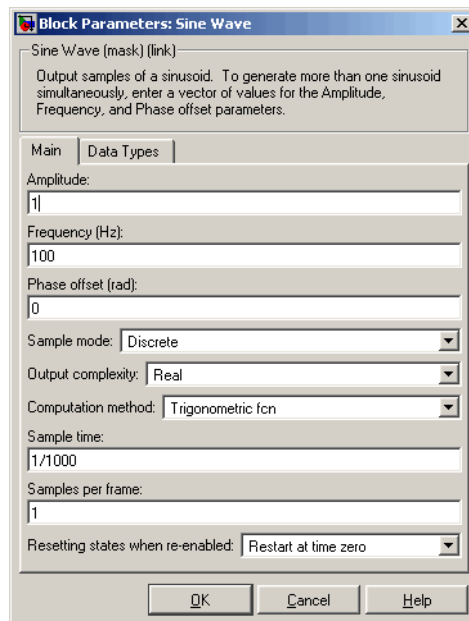 Block Parameters: Sine Wave
Sine Wave (mask) (link)
Output samples of a sinusoid. To generate more than one sinusoid
simultaneously, enter a vector of values for the Amplitude,
Frequency, and Phase offset parameters.
Main Data Types
Amplitude:
1
Frequency (Hz):
100
Phase offset (rad):
0
Sample mode: Discrete
Output complexity: Real
Computation method: Trigonometric fcn
Sample time:
1/1000
Samples per frame:
1
Resetting states when re-enabled: Restart at time zero
OK Cancel Help